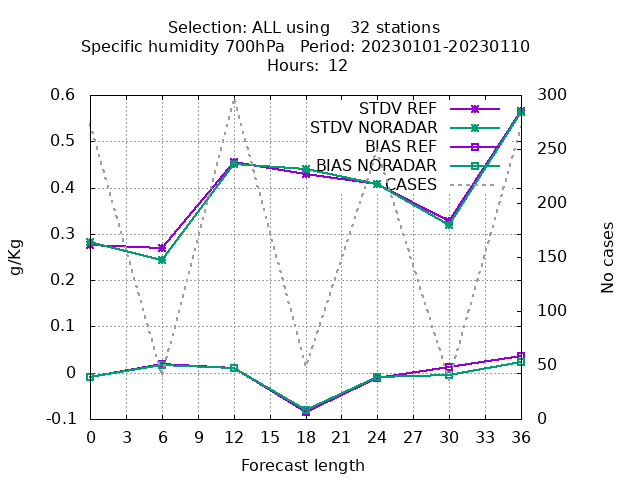 Selection: ALL using    32 stations
Specific humidity 700hPa   Period: 20230101-20230110
Hours: 12
STDV REF
STDV NORADAR
BIAS REF
BIAS NORADAR
CASES
0.6
0.5
0.4
0.3
0.2
0.1
0
-0.1
g/Kg
300
250
200
150
100
50
0
No cases
0 3 6 9 12 15 18 21 24 27 30 33 36
Forecast length